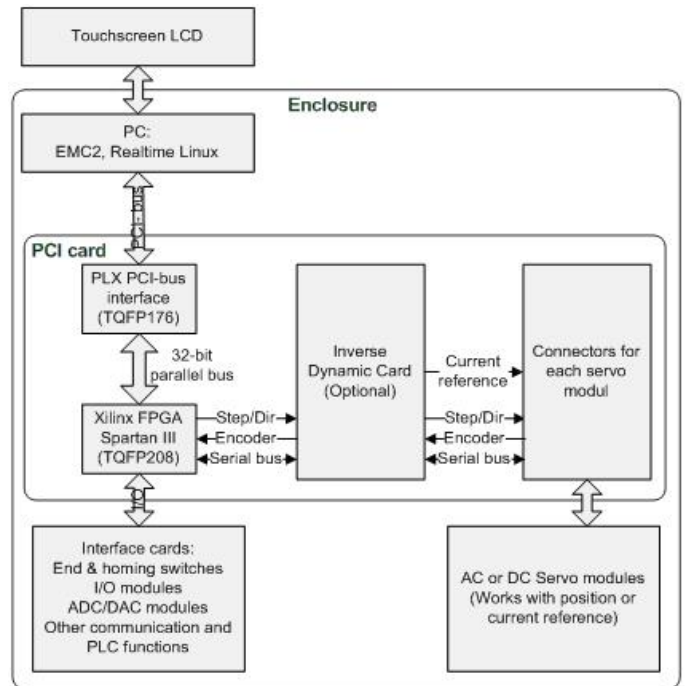 Touchscreen LCD
Enclosure
PC:
EMC2, Realtime Linux
PCI- bus
PCI card
PLX PCI-bus
interface
(TQFP176)
32-bit
parallel bus
Xilinx FPGA
Spartan III
(TQFP208)
Step/Dir
Encoder
Serial bus
Inverse
Dynamic Card
(Optional)
Current
reference
Step/Dir
Encoder
Serial bus
Connectors for
each servo
modul
I/O
Interface cards:
End & homing switches
I/O modules
ADC/DAC modules
Other communication and
PLC functions
AC or DC Servo modules
(Works with position or
current reference)